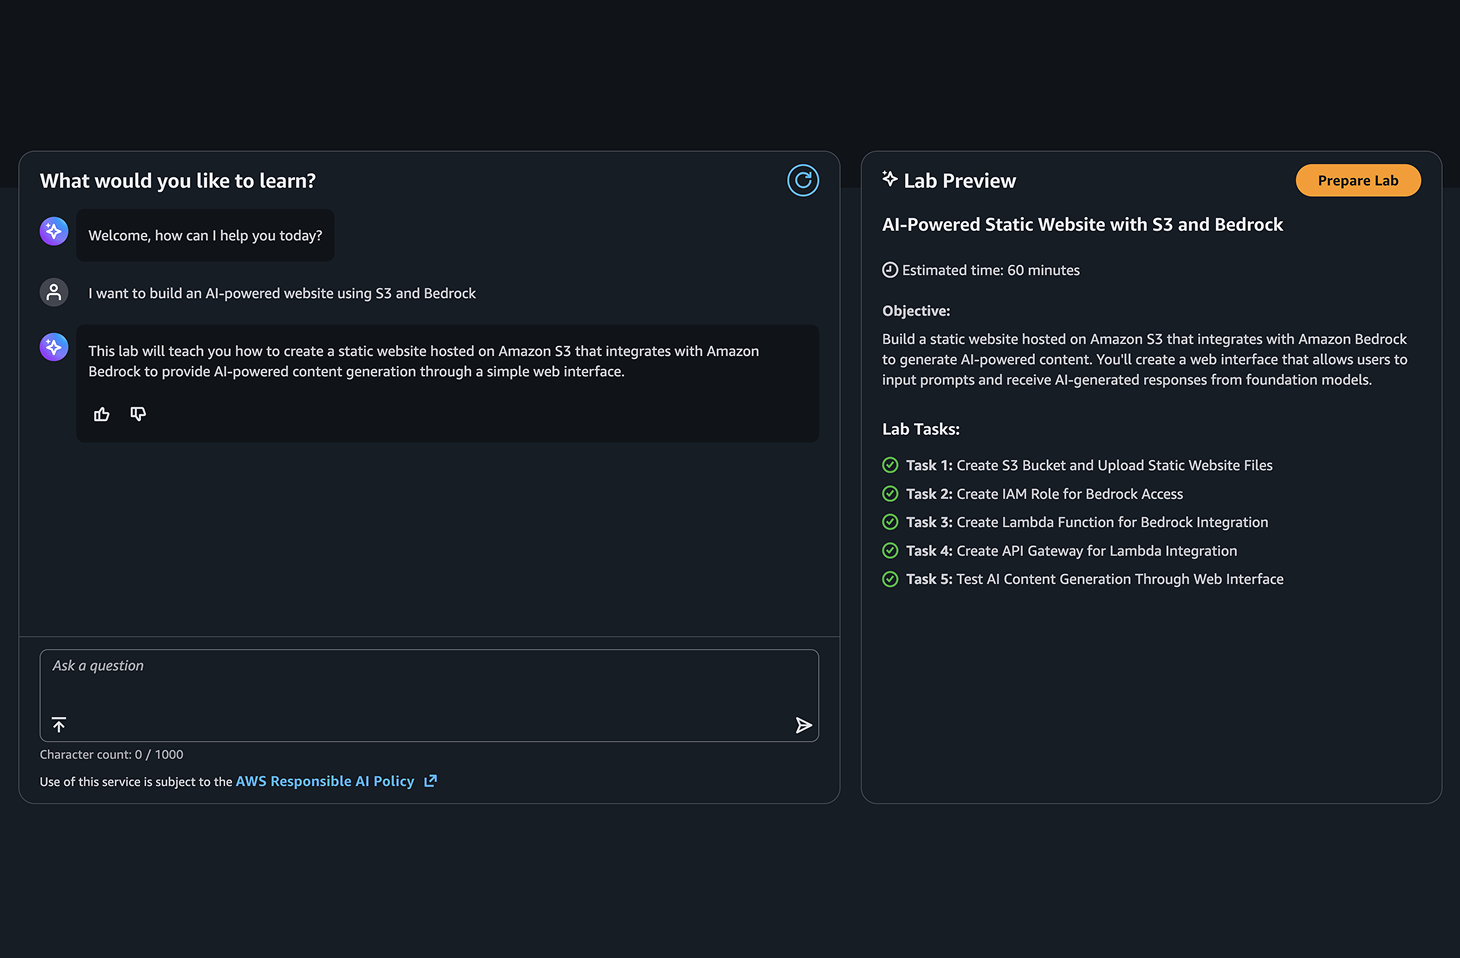 What would you like to learn?
Welcome, how can I help you today?
I want to build an AI-powered website using S3 and Bedrock
This lab will teach you how to create a static website hosted on Amazon S3 that integrates with Amazon
Bedrock to provide AI-powered content generation through a simple web interface.
Ask a question
Character count: 0 / 1000
Use of this service is subject to the AWS Responsible AI Policy
Lab Preview
Prepare Lab
AI-Powered Static Website with S3 and Bedrock
Estimated time: 60 minutes
Objective:
Build a static website hosted on Amazon S3 that integrates with Amazon Bedrock
to generate AI-powered content. You'll create a web interface that allows users to
input prompts and receive AI-generated responses from foundation models.
Lab Tasks:
Task 1: Create S3 Bucket and Upload Static Website Files
Task 2: Create IAM Role for Bedrock Access
Task 3: Create Lambda Function for Bedrock Integration
Task 4: Create API Gateway for Lambda Integration
Task 5: Test AI Content Generation Through Web Interface